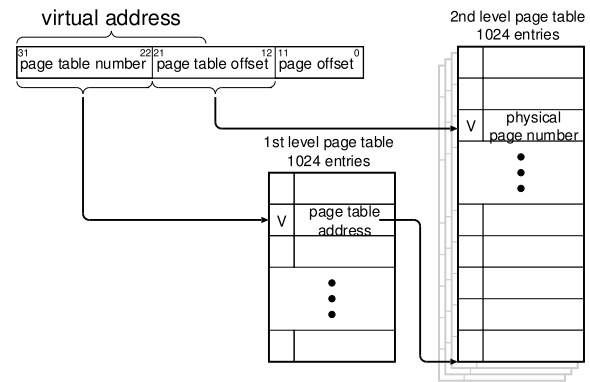 virtual address
31 22 21 12 11 0
page table number page table offset page offset
2nd level page table
1024 entries
V physical
page number
1st level page table
1024 entries
V page table
address